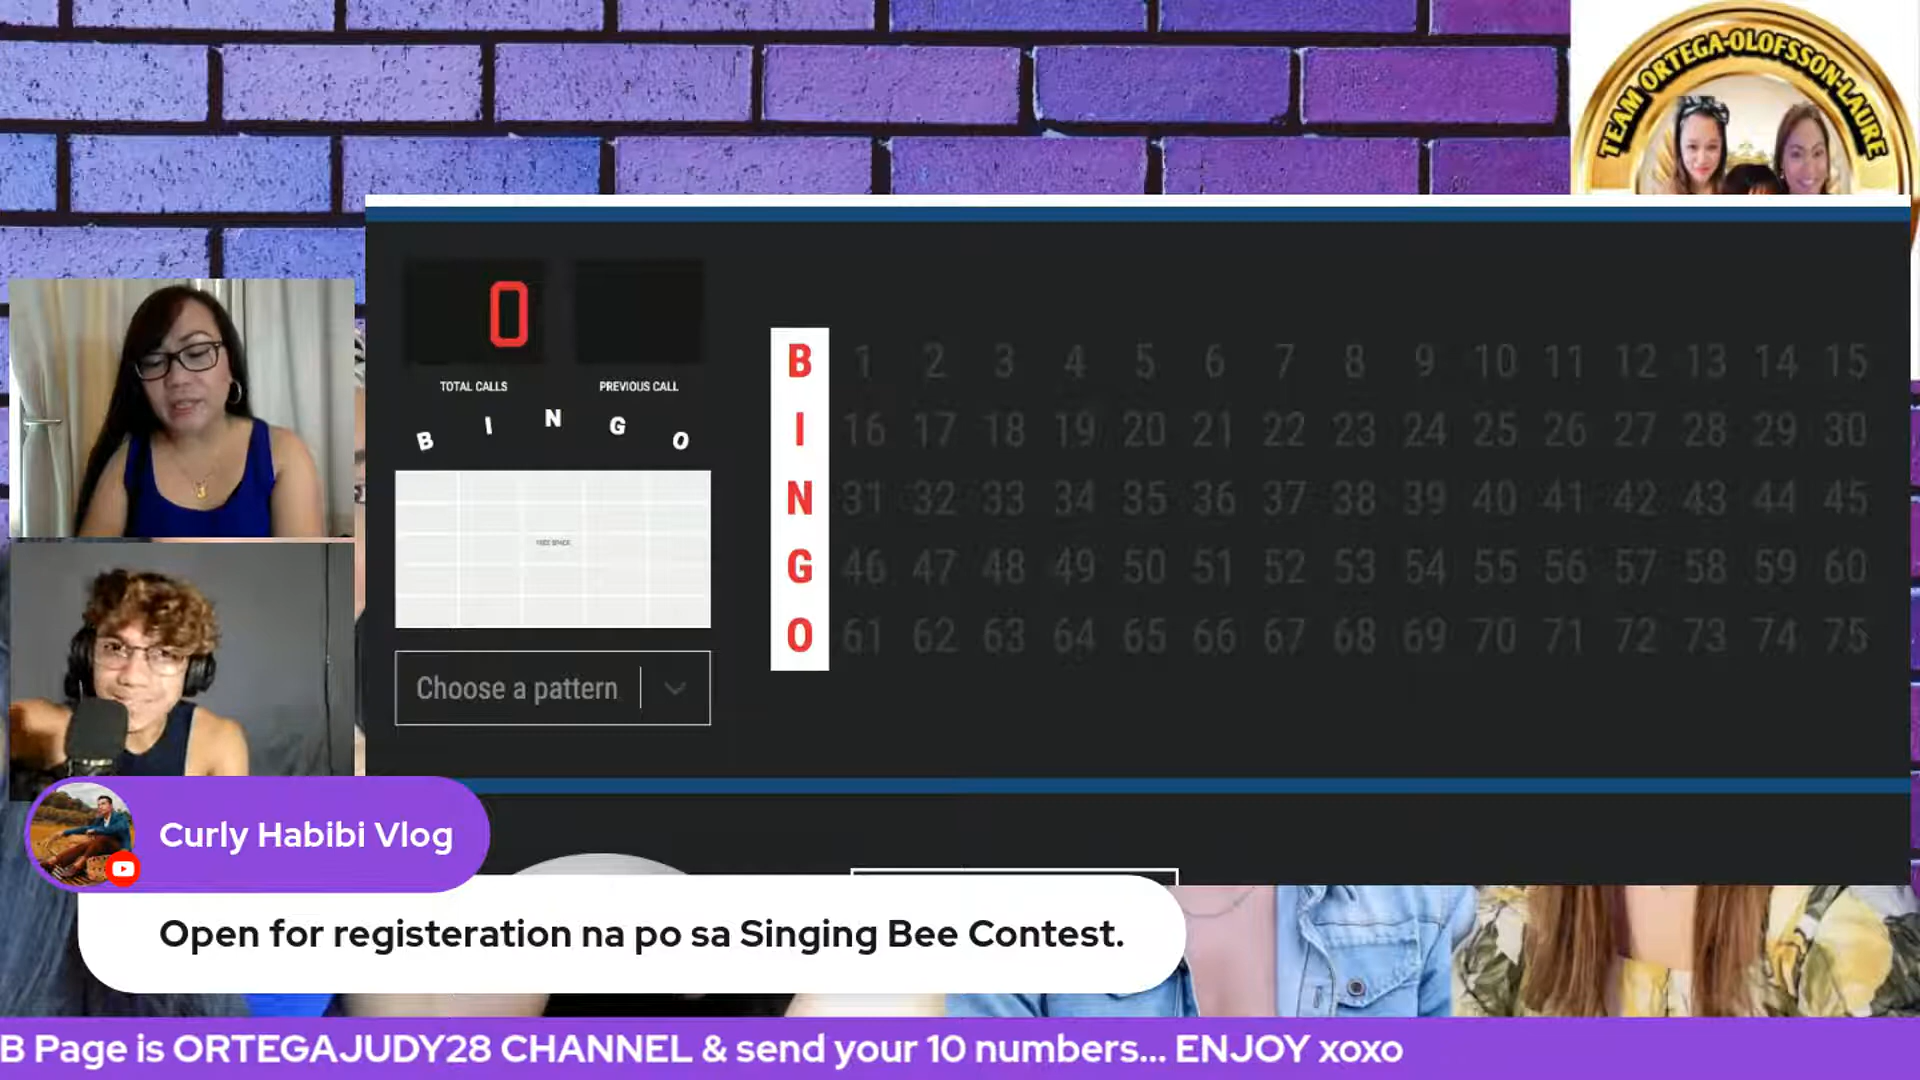 TEAM ORTEGA-OLOFSSON-LAURE
0
TOTAL CALLS
PREVIOUS CALL
B I N G O
FREE SPACE
Choose a pattern
B 1 2 3 4 5 6 7 8 9 10 11 12 13 14 15
I 16 17 18 19 20 21 22 23 24 25 26 27 28 29 30
N 31 32 33 34 35 36 37 38 39 40 41 42 43 44 45
G 46 47 48 49 50 51 52 53 54 55 56 57 58 59 60
O 61 62 63 64 65 66 67 68 69 70 71 72 73 74 75
Curly Habibi Vlog
Open for registeration na po sa Singing Bee Contest.
B Page is ORTEGAJUDY28 CHANNEL & send your 10 numbers... ENJOY xoxo